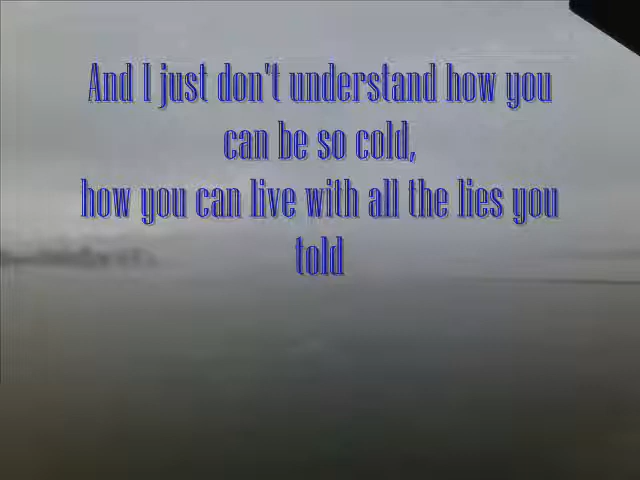 And I just don't understand how you
can be so cold,
how you can live with all the lies you
told